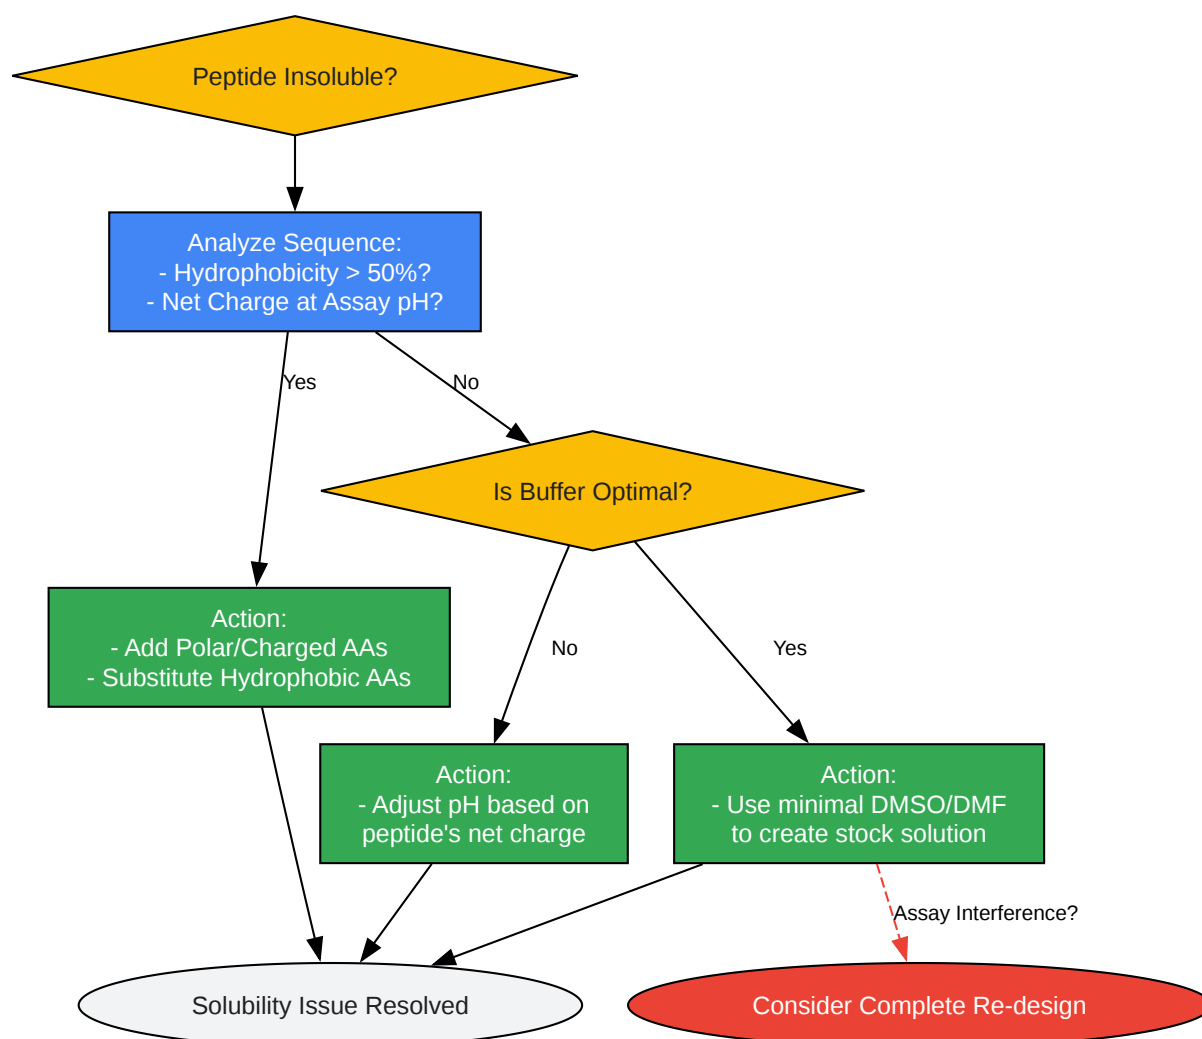 Peptide Insoluble?
Analyze Sequence:
- Hydrophobicity > 50%?
- Net Charge at Assay pH?
Yes
No
Is Buffer Optimal?
Action:
- Add Polar/Charged AAs
- Substitute Hydrophobic AAs
No
Yes
Action:
- Adjust pH based on
peptide's net charge
Action:
- Use minimal DMSO/DMF
to create stock solution
Assay Interference?
Solubility Issue Resolved
Consider Complete Re-design